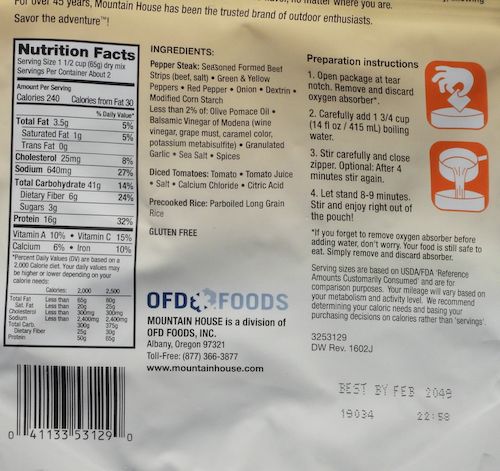 For over 45 years, Mountain House has been the trusted brand of outdoor enthusiasts.
Savor the adventure™!
matter where you are.
Nutrition Facts
Serving Size 1 1/2 cup (65g) dry mix
Servings Per Container About 2
Amount Per Serving
Calories 240 Calories from Fat 30
% Daily Value*
Total Fat 3.5g 5%
Saturated Fat 1g 5%
Trans Fat 0g
Cholesterol 25mg 8%
Sodium 640mg 27%
Total Carbohydrate 41g 14%
Dietary Fiber 6g 24%
Sugars 3g
Protein 16g 32%
Vitamin A 10% • Vitamin C 15%
Calcium 6% • Iron 10%
*Percent Daily Values (DV) are based on a
2,000 Calorie diet. Your daily values may
be higher or lower depending on your
calorie needs:
Calories: 2,000 2,500
Total Fat Less than 65g 80g
Sat. Fat Less than 20g 25g
Cholesterol Less than 300mg 300mg
Sodium Less than 2,400mg 2,400mg
Total Carb. 300g 375g
Dietary Fiber 25g 30g
Protein 50g 65g
0 41133 53129 0
INGREDIENTS:
Pepper Steak: Seasoned Formed Beef
Strips (beef, salt) • Green & Yellow
Peppers • Red Pepper • Onion • Dextrin •
Modified Corn Starch
Less than 2% of: Olive Pomace Oil •
Balsamic Vinegar of Modena (wine
vinegar, grape must, caramel color,
potassium metabisulfite) • Granulated
Garlic • Sea Salt • Spices
Diced Tomatoes: Tomato • Tomato Juice
• Salt • Calcium Chloride • Citric Acid
Precooked Rice: Parboiled Long Grain
Rice
GLUTEN FREE
OFD FOODS
MOUNTAIN HOUSE is a division of
OFD FOODS, INC.
Albany, Oregon 97321
Toll-Free: (877) 366-3877
www.mountainhouse.com
Preparation instructions
1. Open package at tear
notch. Remove and discard
oxygen absorber*.
2. Carefully add 1 3/4 cup
(14 fl oz / 415 mL) boiling
water.
3. Stir carefully and close
zipper. Optional: After 4
minutes stir again.
4. Let stand 8-9 minutes.
Stir and enjoy right out of
the pouch!
*If you forget to remove oxygen absorber before
adding water, don't worry. Your food is still safe to
eat. Simply remove and discard absorber.
Serving sizes are based on USDA/FDA 'Reference
Amounts Customarily Consumed' and are for
comparison purposes. Your mileage will vary based on
your metabolism and activity level. We recommend
determining your caloric needs and basing your
purchasing decisions on calories rather than 'servings'.
3253129
DW Rev. 1602J
BEST BY FEB 2049
19034 22:58